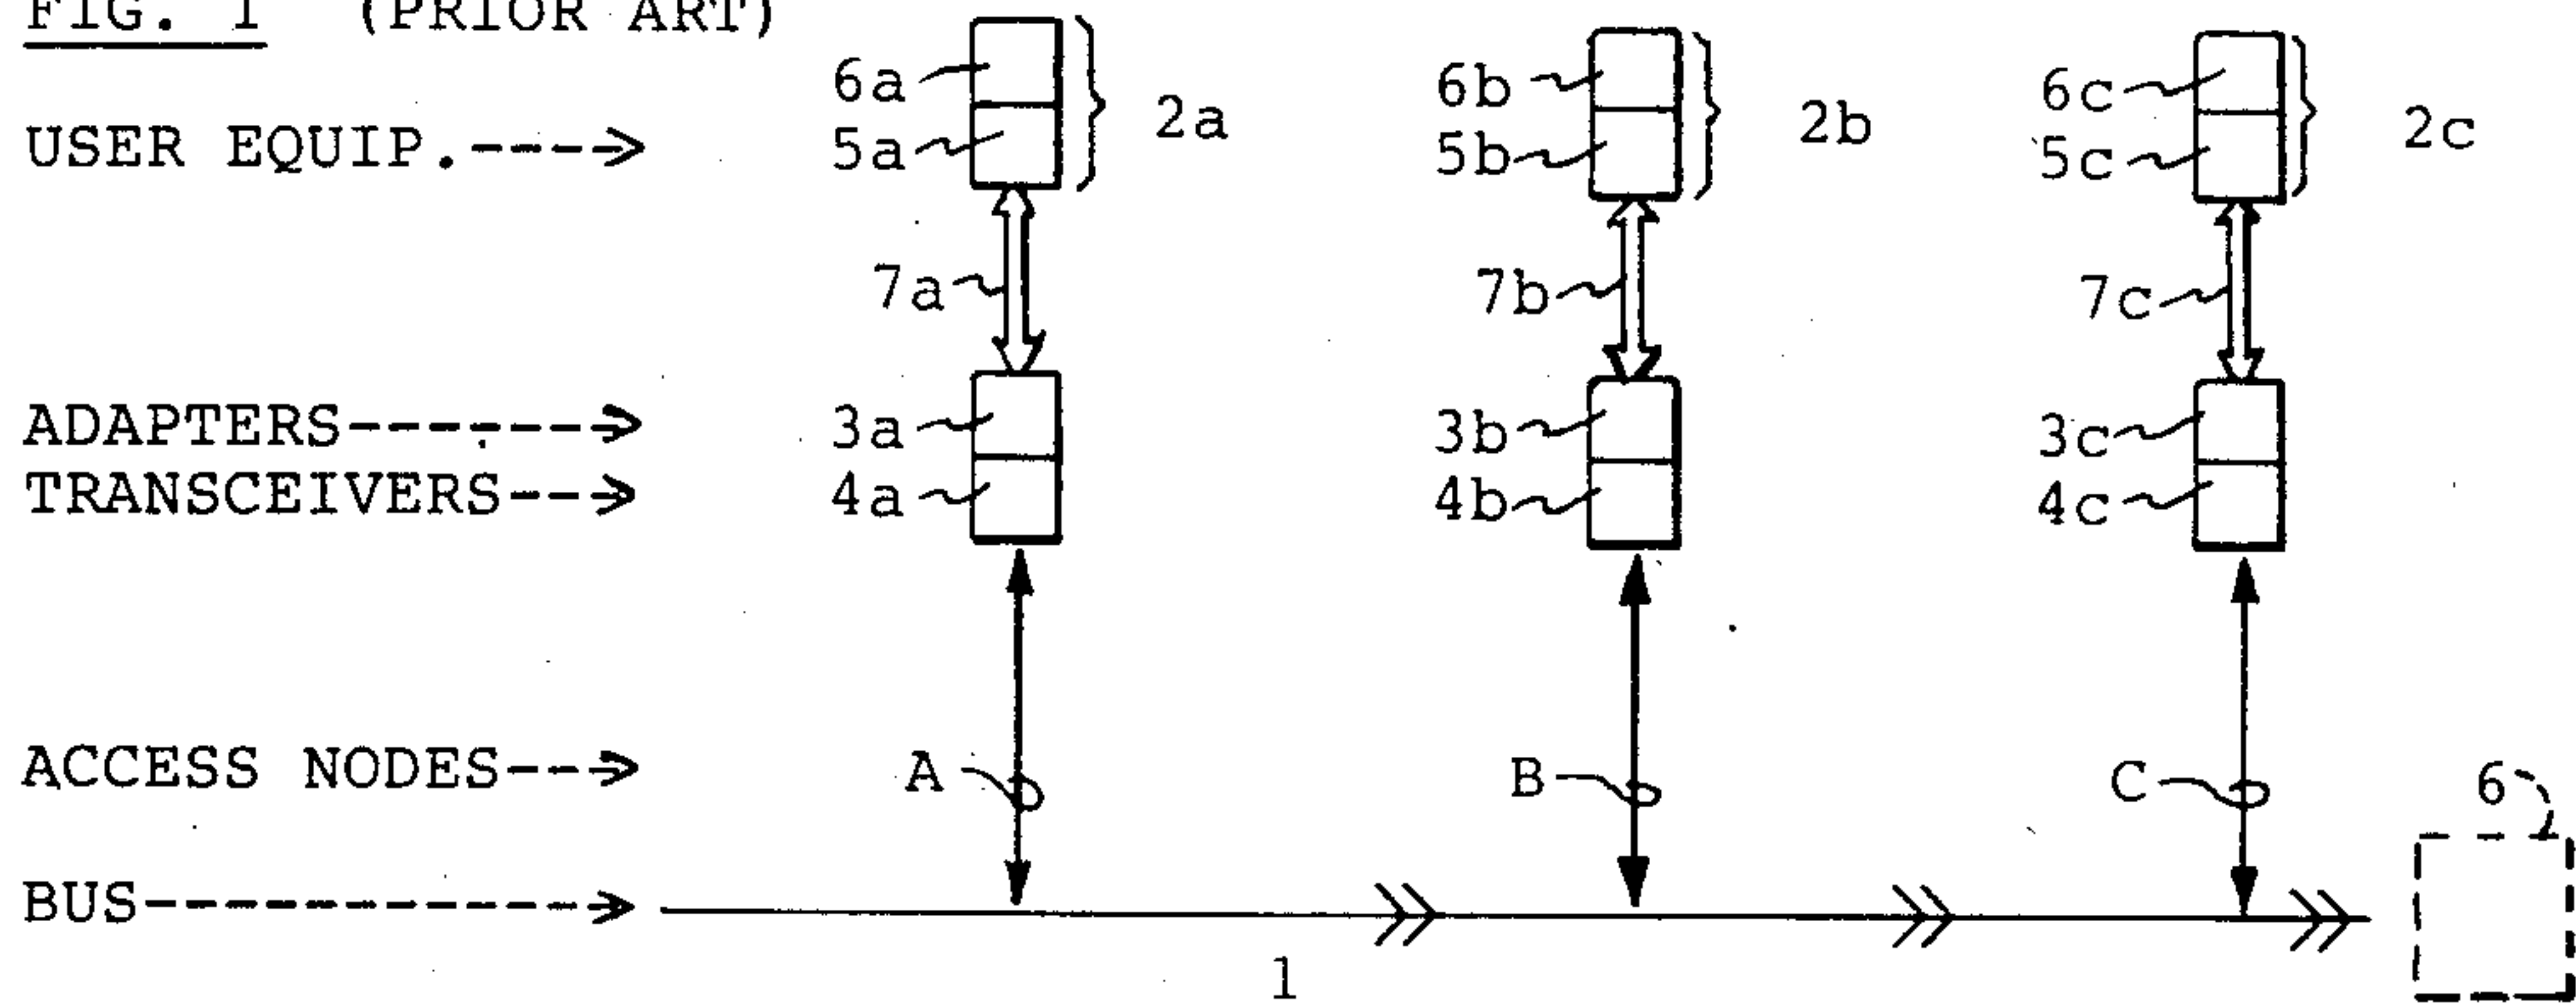 FIG. 1 (PRIOR ART)
6a 6b 6c
2a 2b 2c
USER EQUIP.
5a 5b 5c
7a 7b 7c
ADAPTERS 3a 3b 3c
TRANSCEIVERS 4a 4b 4c
ACCESS NODES A B C 6
BUS
1